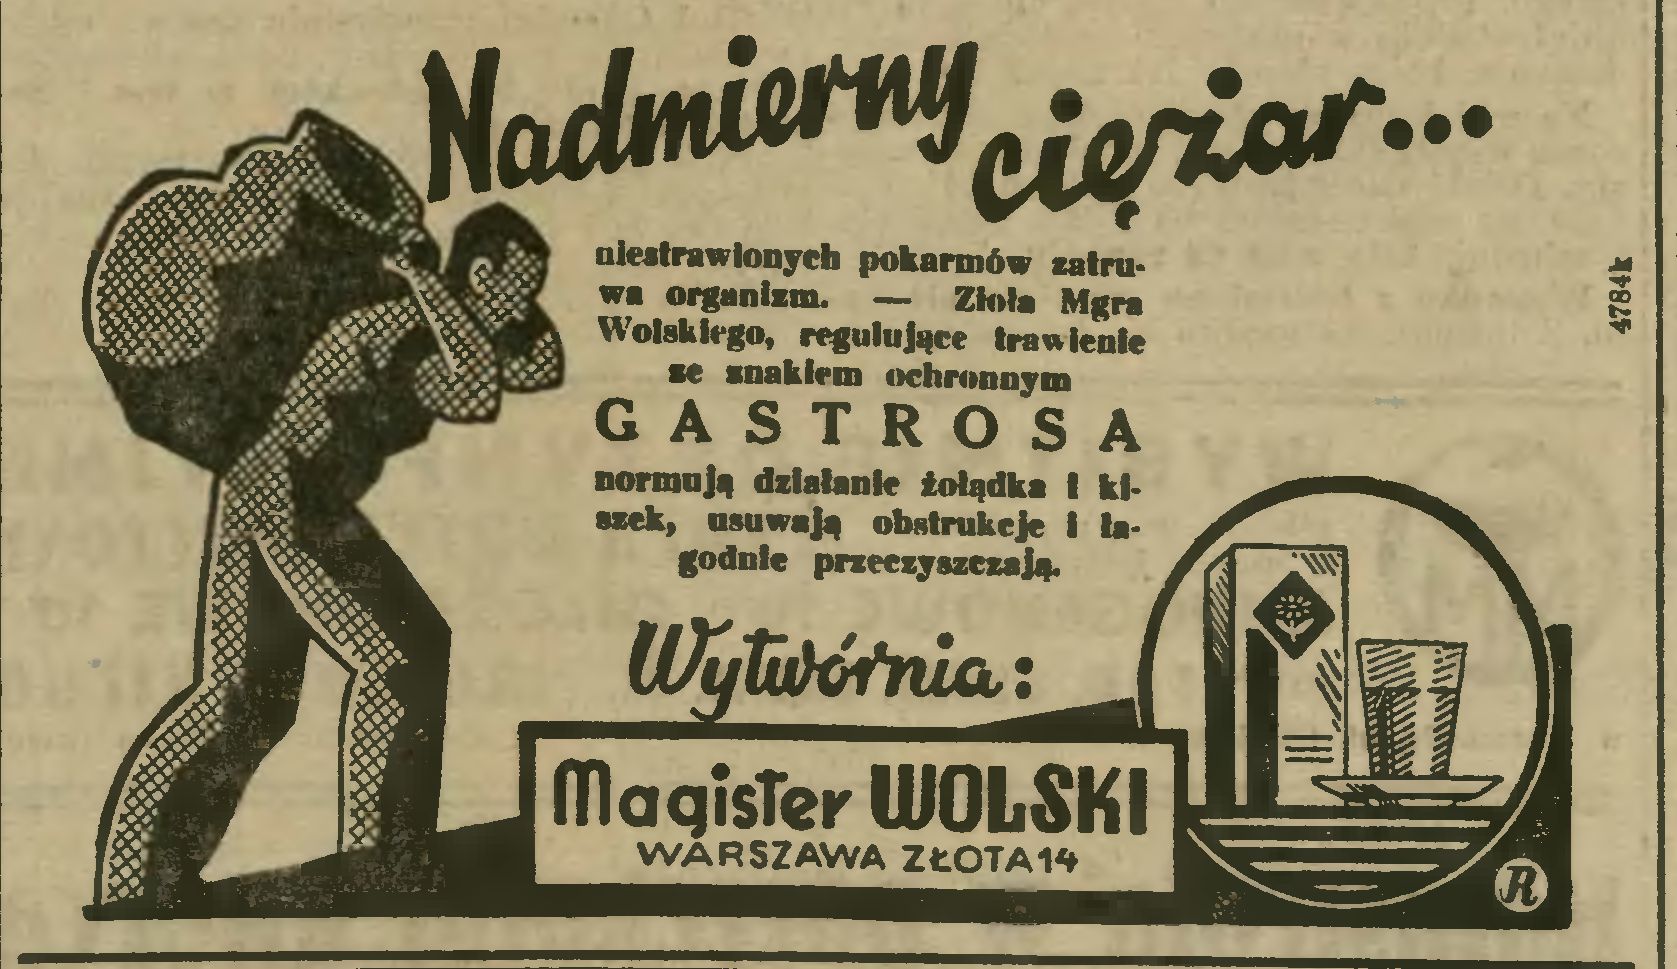 Nadmierny
ciężar...
niestrawionych pokarmów zatru-
wa organizm. — Zioła Mgra
Wolskiego, regulujące trawienie
ze znakiem ochronnym
GASTROSA
normują działanie żołądka i ki-
szek, usuwają obstrukcje i ła-
godnie przeczyszczają.
Wytwórnia:
Magister WOLSKI
WARSZAWA ZŁOTA 14
R
4784k